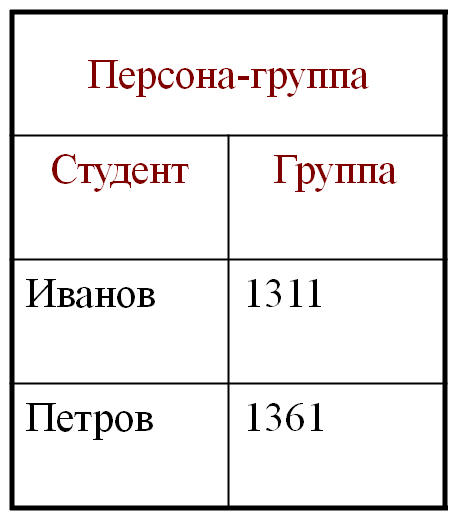 Персона-группа
Студент Группа
Иванов 1311
Петров 1361